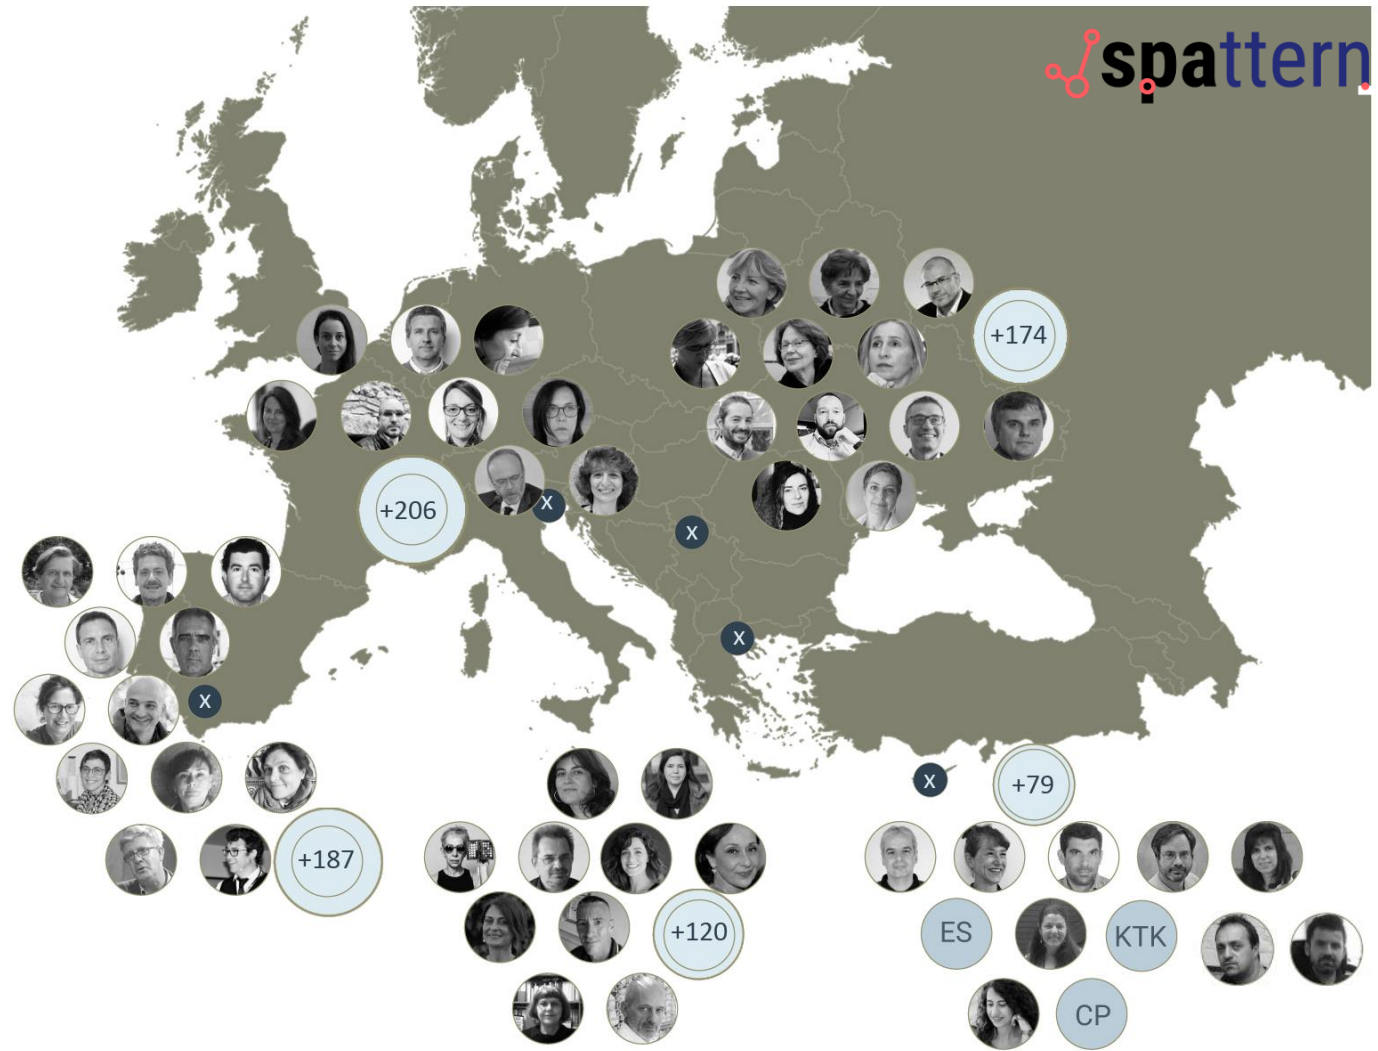 spattern
+174
+206
X
X
X
X
X
+79
+187
+120
ES
KTK
CP